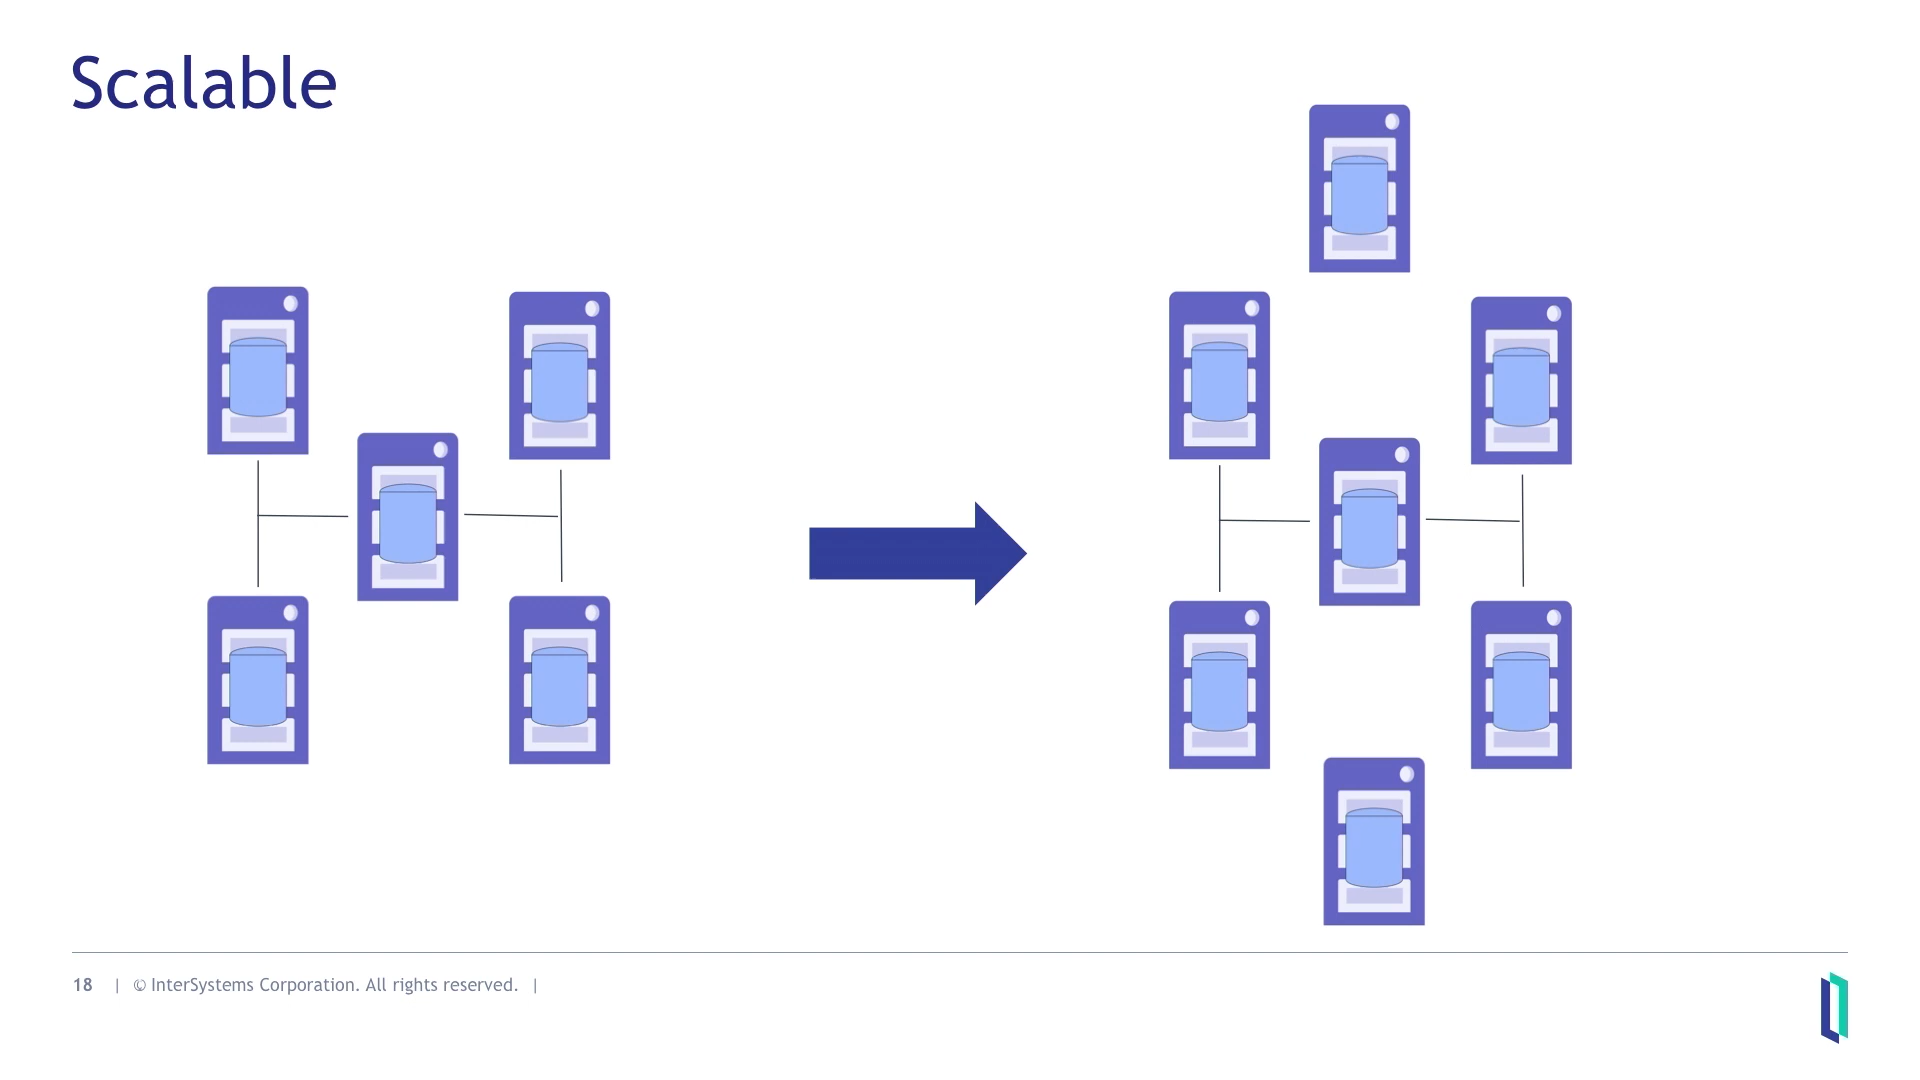 Scalable
18 | © InterSystems Corporation. All rights reserved. |